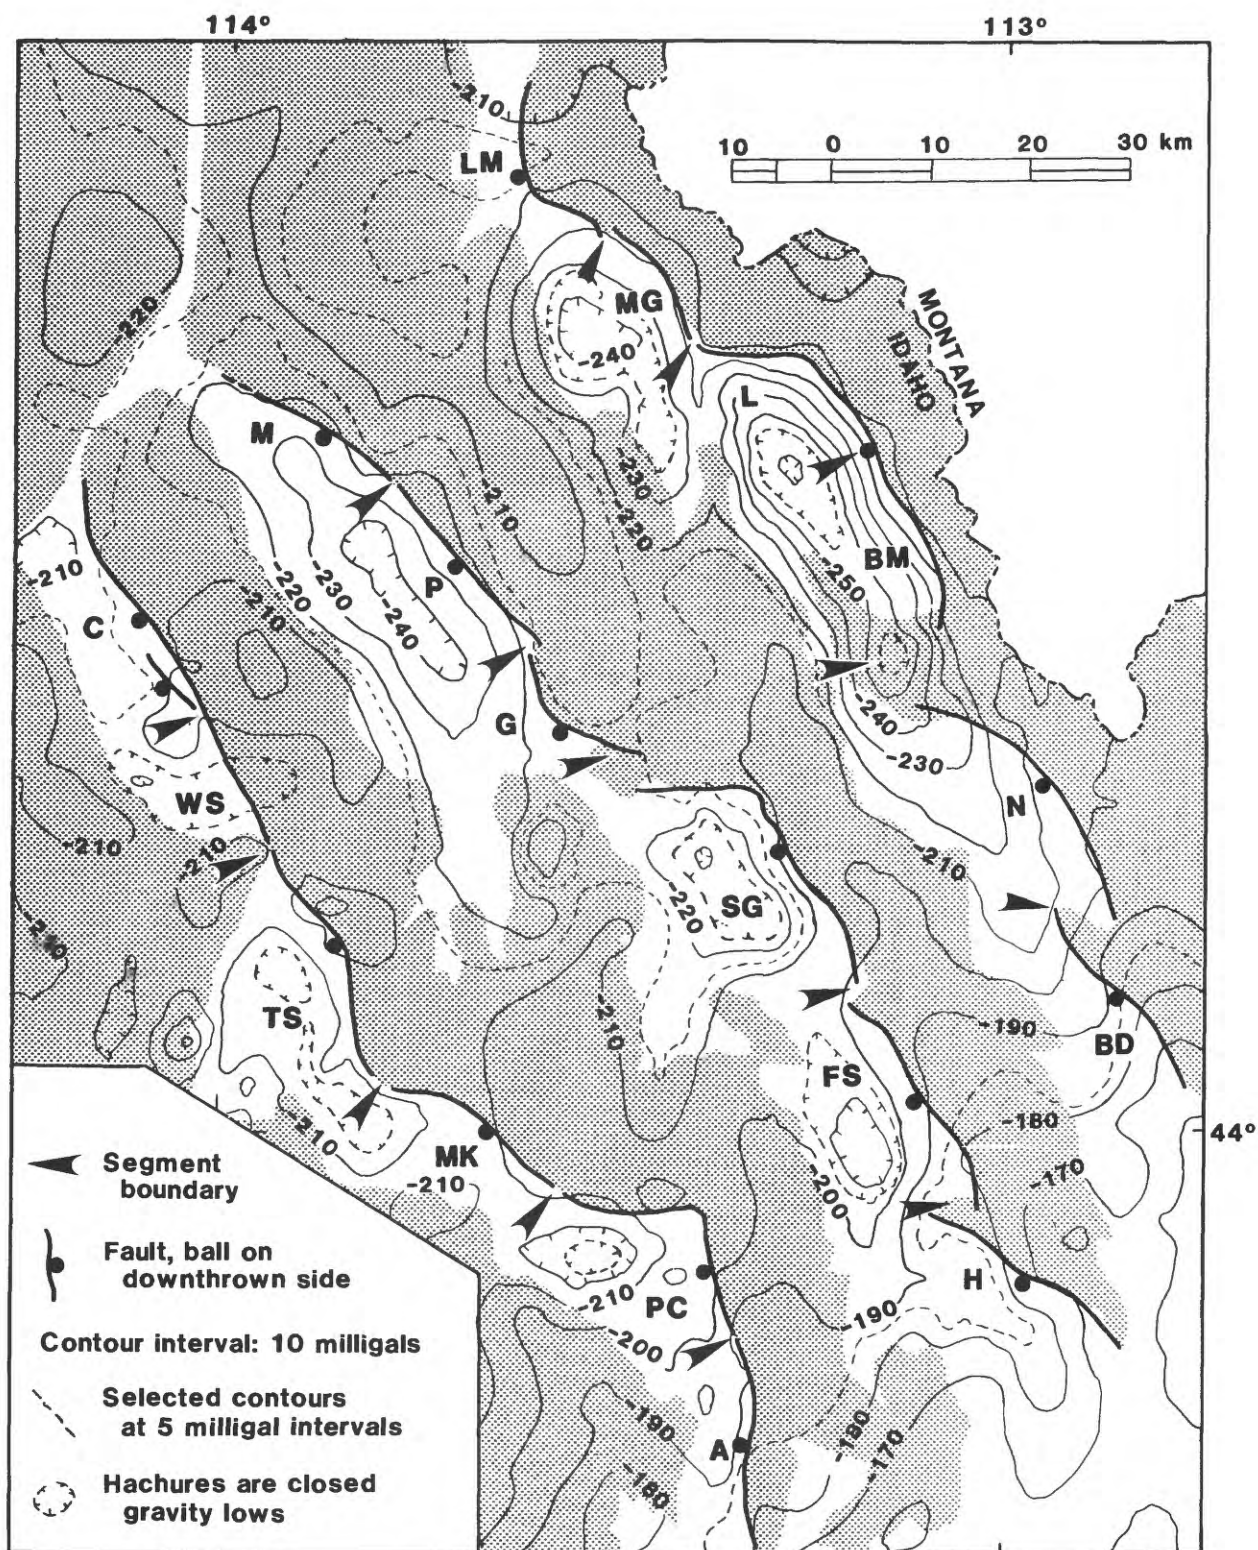 114° 113°
-210
10 0 10 20 30 km
LM
MG
MONTANA
IDAHO
-220
-240
L
M
-230
-210
-220
BM
-250
-210
-220
-230
-210
P
-240
C
G
-240
-230
WS
N
-210
-210
-210
-220
SG
TS
-210
-190
BD
FS
-180
44°
-210
MK
-210
-170
-200
H
-210
PC
-200
-190
-190
A
-180
-170
-180
Segment
boundary
Fault, ball on
downthrown side
Contour interval: 10 milligals
Selected contours
at 5 milligal intervals
Hachures are closed
gravity lows